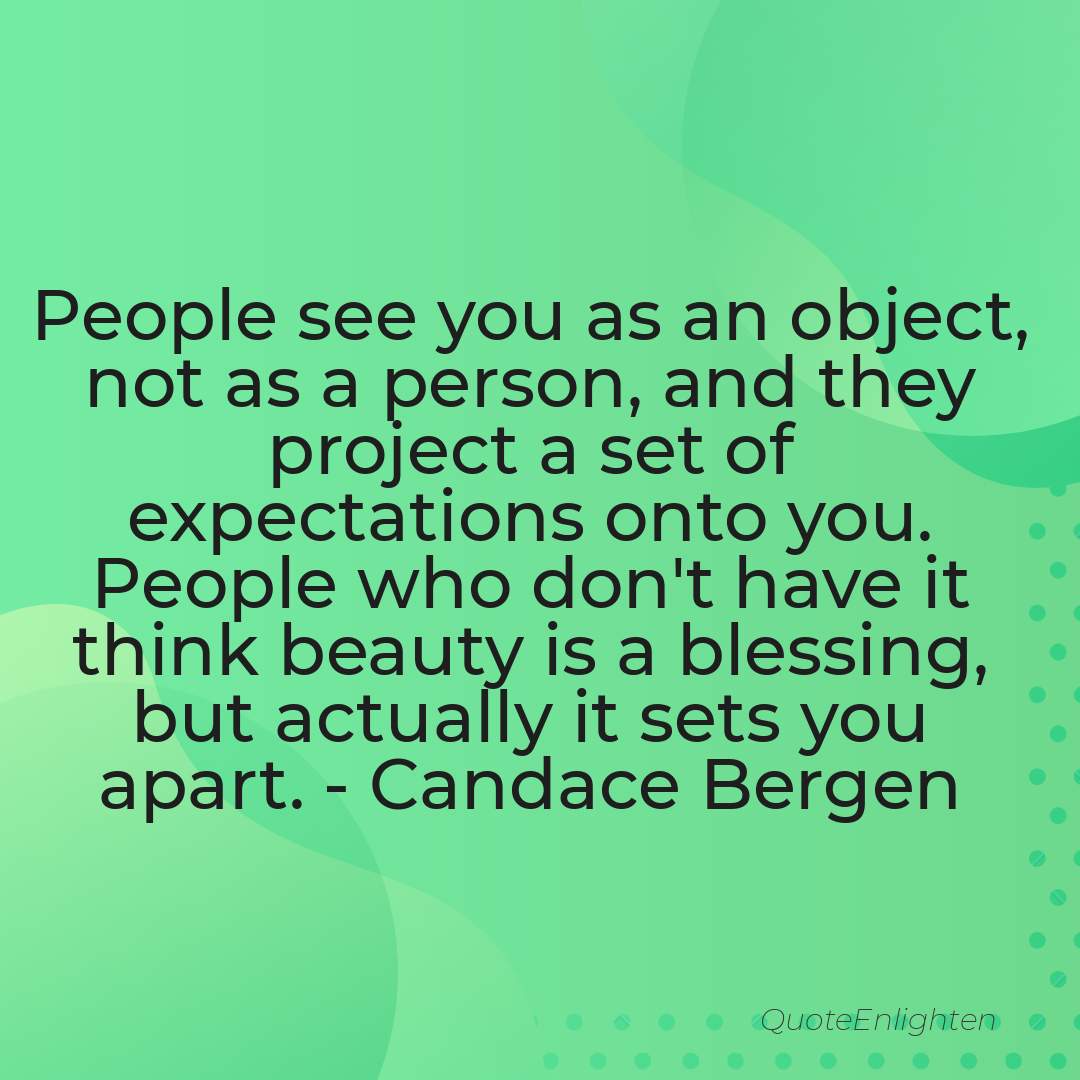 People see you as an object,
not as a person, and they
project a set of
expectations onto you.
People who don't have it
think beauty is a blessing,
but actually it sets you
apart. - Candace Bergen
QuoteEnlighten